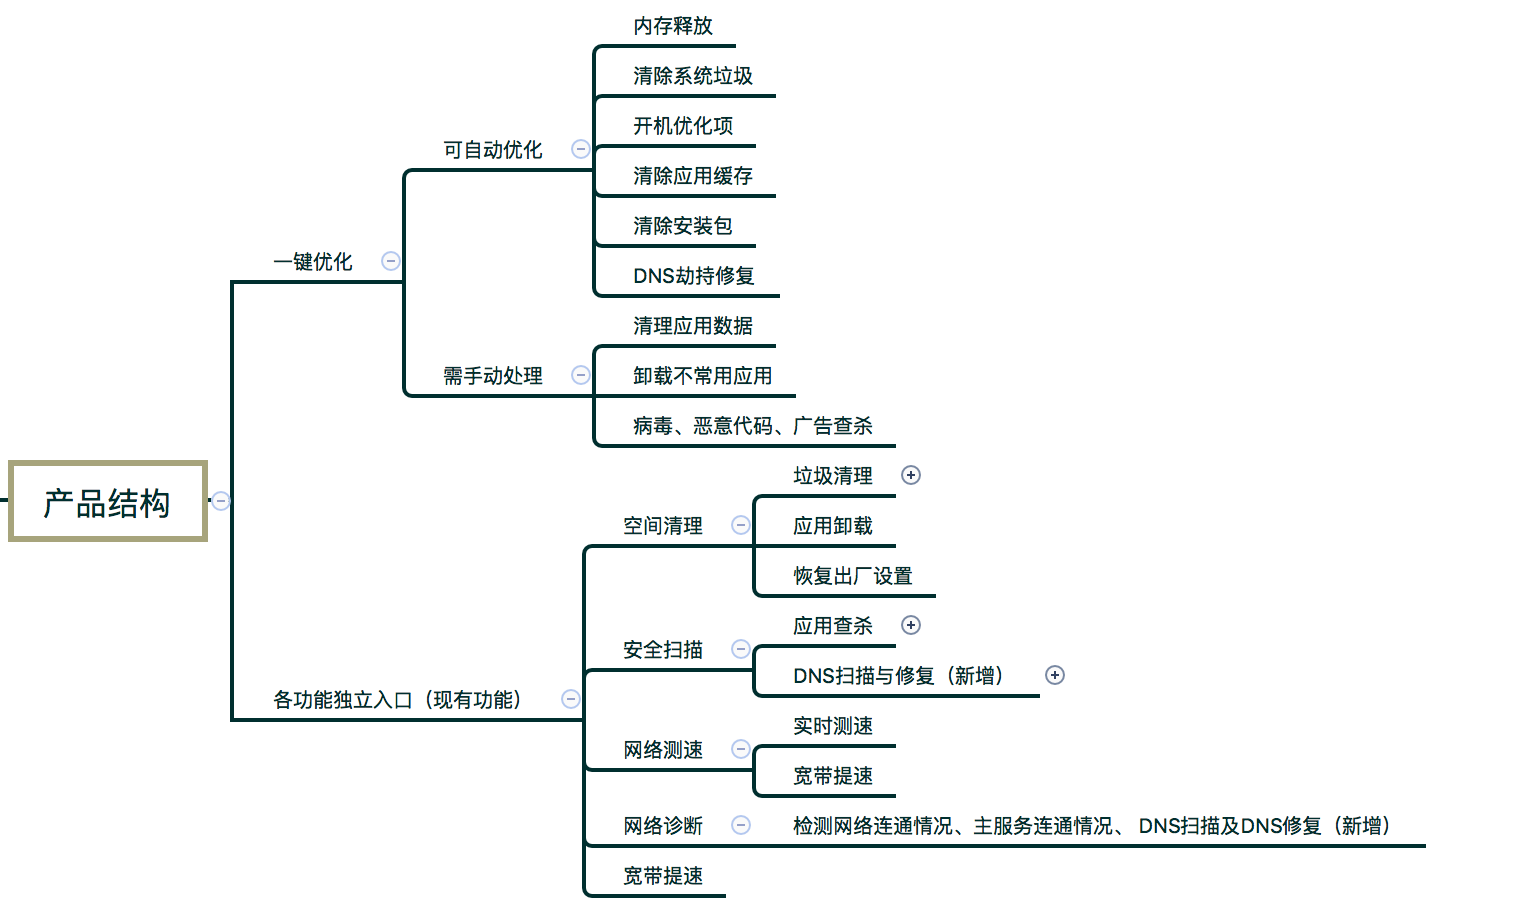 产品结构
一键优化
可自动优化
内存释放
清除系统垃圾
开机优化项
清除应用缓存
清除安装包
DNS劫持修复
需手动处理
清理应用数据
卸载不常用应用
病毒、恶意代码、广告查杀
各功能独立入口（现有功能）
空间清理
垃圾清理
应用卸载
恢复出厂设置
安全扫描
应用查杀
DNS扫描与修复（新增）
网络测速
实时测速
宽带提速
网络诊断
检测网络连通情况、主服务连通情况、 DNS扫描及DNS修复（新增）
宽带提速